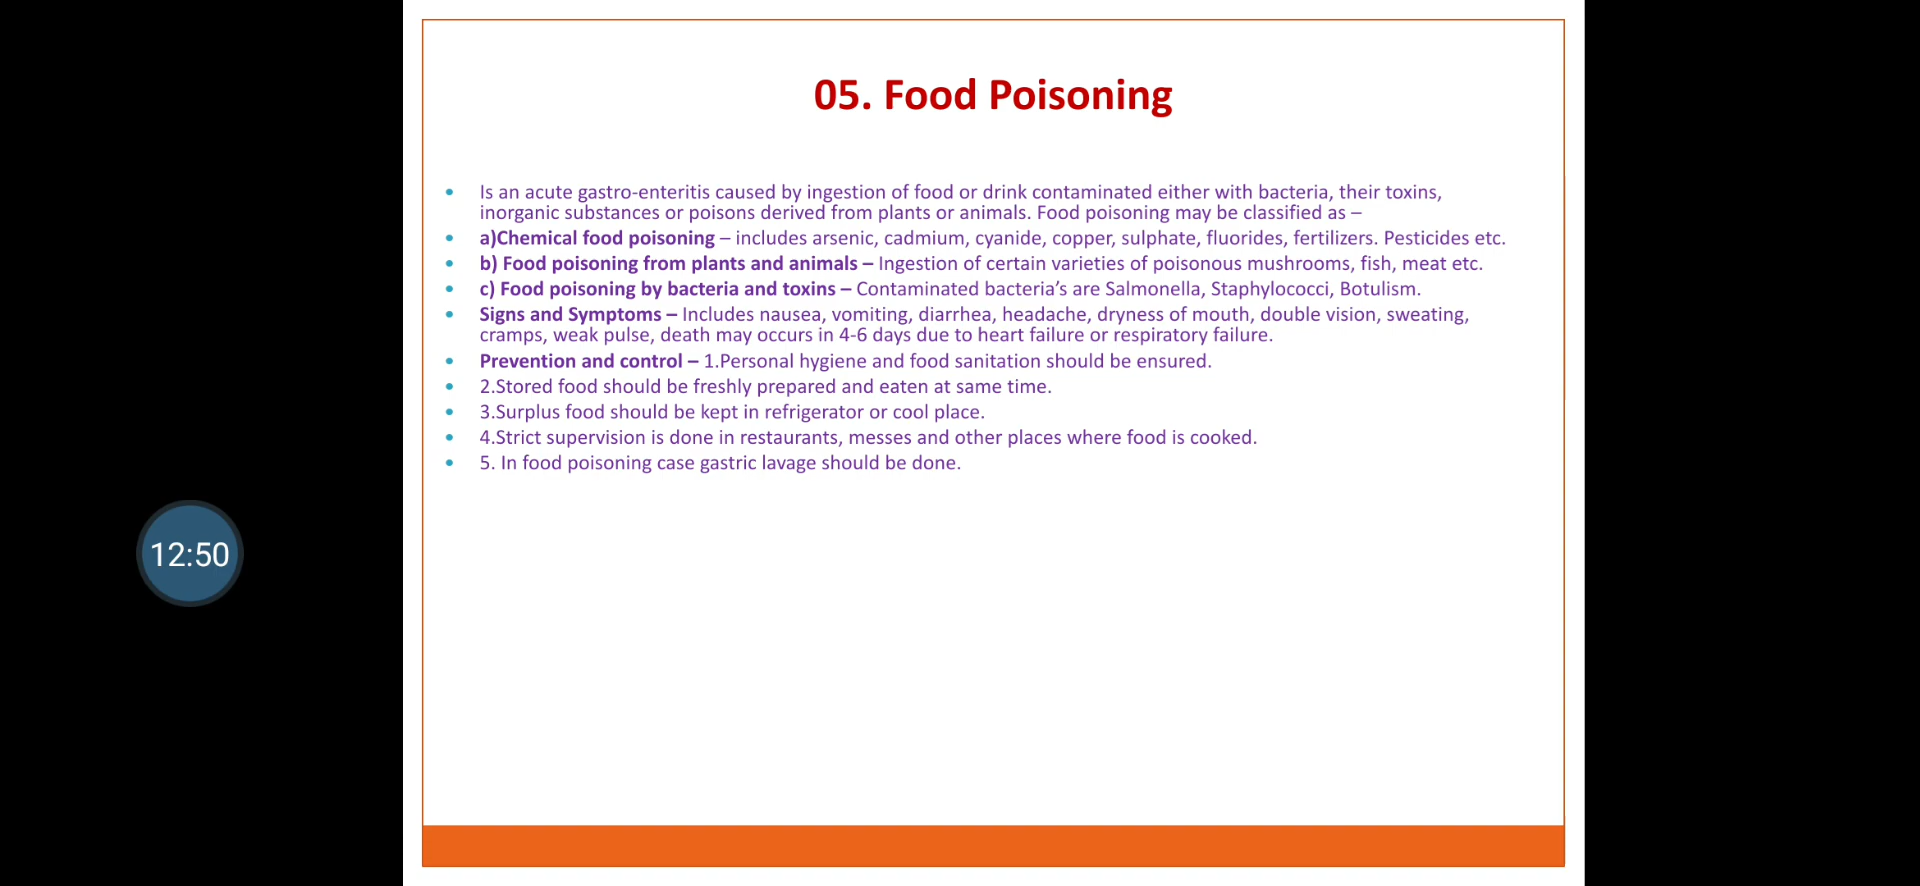 05. Food Poisoning
• Is an acute gastro-enteritis caused by ingestion of food or drink contaminated either with bacteria, their toxins,
inorganic substances or poisons derived from plants or animals. Food poisoning may be classified as –
• a)Chemical food poisoning – includes arsenic, cadmium, cyanide, copper, sulphate, fluorides, fertilizers. Pesticides etc.
• b) Food poisoning from plants and animals – Ingestion of certain varieties of poisonous mushrooms, fish, meat etc.
• c) Food poisoning by bacteria and toxins – Contaminated bacteria's are Salmonella, Staphylococci, Botulism.
• Signs and Symptoms – Includes nausea, vomiting, diarrhea, headache, dryness of mouth, double vision, sweating,
cramps, weak pulse, death may occurs in 4-6 days due to heart failure or respiratory failure.
• Prevention and control – 1.Personal hygiene and food sanitation should be ensured.
• 2.Stored food should be freshly prepared and eaten at same time.
• 3.Surplus food should be kept in refrigerator or cool place.
• 4.Strict supervision is done in restaurants, messes and other places where food is cooked.
• 5. In food poisoning case gastric lavage should be done.
12:50